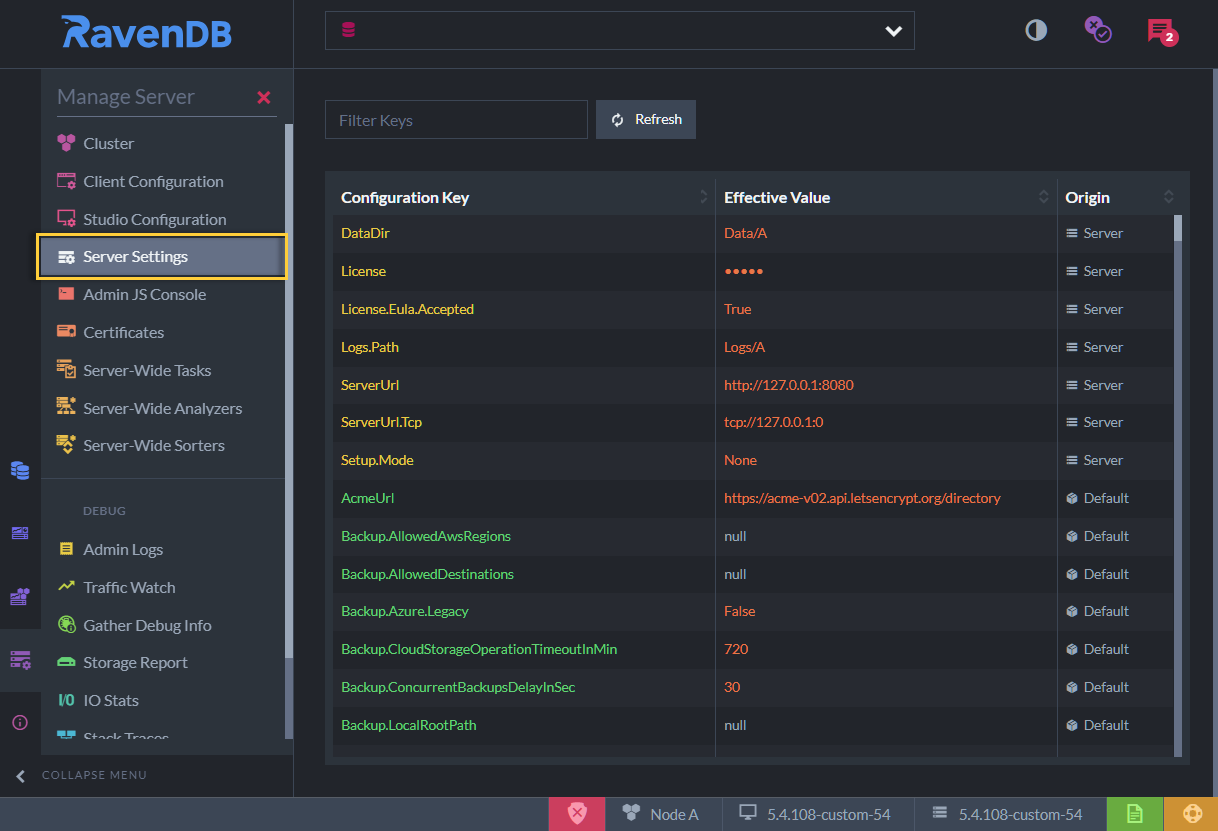 RavenDB
2
Manage Server
Cluster
Client Configuration
Studio Configuration
Server Settings
Admin JS Console
Certificates
Server-Wide Tasks
Server-Wide Analyzers
Server-Wide Sorters
DEBUG
Admin Logs
Traffic Watch
Gather Debug Info
Storage Report
I/O IO Stats
Stack Traces
COLLAPSE MENU
Filter Keys
Refresh
Configuration Key Effective Value Origin
DataDir Data/A Server
License ●●●●● Server
License.Eula.Accepted True Server
Logs.Path Logs/A Server
ServerUrl http://127.0.0.1:8080 Server
ServerUrl.Tcp tcp://127.0.0.1:0 Server
Setup.Mode None Server
AcmeUrl https://acme-v02.api.letsencrypt.org/directory Default
Backup.AllowedAwsRegions null Default
Backup.AllowedDestinations null Default
Backup.Azure.Legacy False Default
Backup.CloudStorageOperationTimeoutInMin 720 Default
Backup.ConcurrentBackupsDelayInSec 30 Default
Backup.LocalRootPath null Default
Node A 5.4.108-custom-54 5.4.108-custom-54